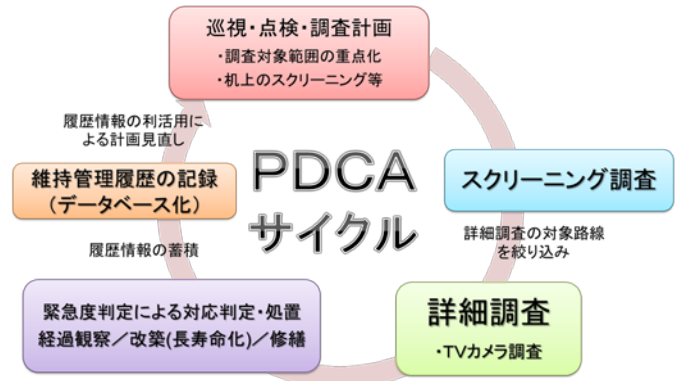 巡視・点検・調査計画
・調査対象範囲の重点化
・机上のスクリーニング等
履歴情報の利活用に
よる計画見直し
PDCA
サイクル
スクリーニング調査
維持管理履歴の記録
（データベース化）
詳細調査の対象路線
を絞り込み
履歴情報の蓄積
詳細調査
・TVカメラ調査
緊急度判定による対応判定・処置
経過観察／改築(長寿命化)／修繕